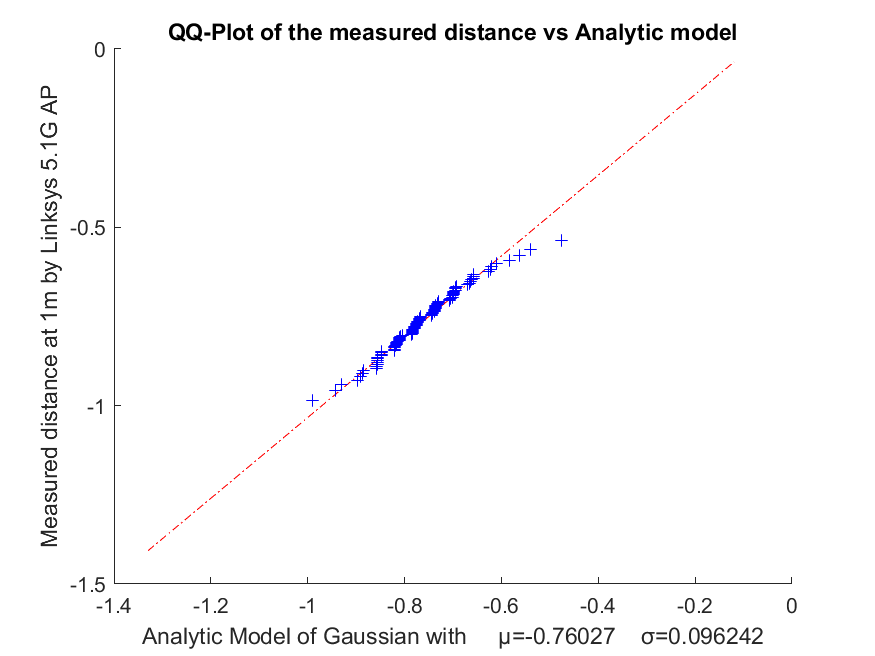 QQ-Plot of the measured distance vs Analytic model
Measured distance at 1m by Linksys 5.1G AP
0
-0.5
-1
-1.5
-1.4 -1.2 -1 -0.8 -0.6 -0.4 -0.2 0
Analytic Model of Gaussian with μ=-0.76027 σ=0.096242